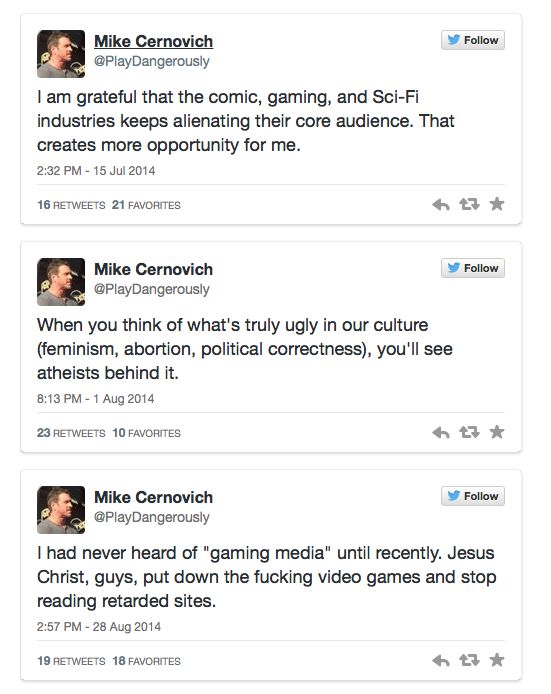 Mike Cernovich
Follow
@PlayDangerously
I am grateful that the comic, gaming, and Sci-Fi
industries keeps alienating their core audience. That
creates more opportunity for me.
2:32 PM - 15 Jul 2014
16 RETWEETS 21 FAVORITES
Mike Cernovich
Follow
@PlayDangerously
When you think of what's truly ugly in our culture
(feminism, abortion, political correctness), you'll see
atheists behind it.
8:13 PM - 1 Aug 2014
23 RETWEETS 10 FAVORITES
Mike Cernovich
Follow
@PlayDangerously
I had never heard of "gaming media" until recently. Jesus
Christ, guys, put down the fucking video games and stop
reading retarded sites.
2:57 PM - 28 Aug 2014
19 RETWEETS 18 FAVORITES